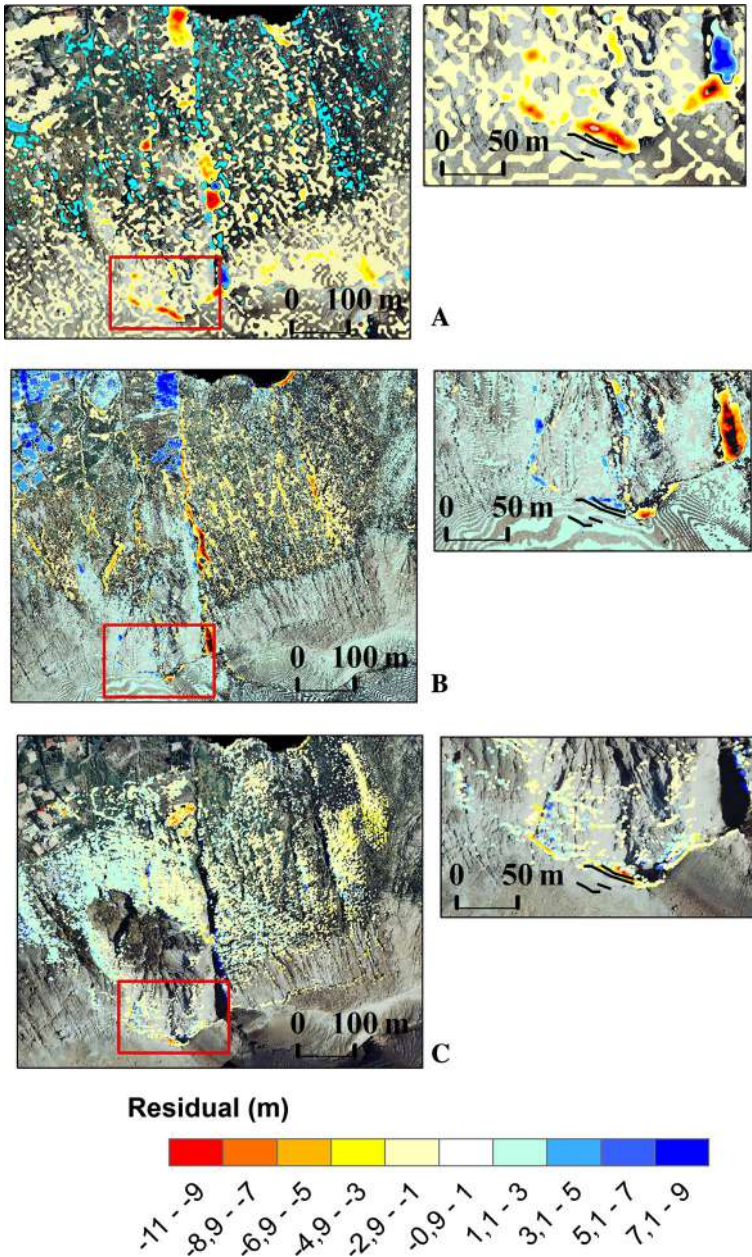 0 100 m
0 50 m
A
0 100 m
0 50 m
B
0 100 m
0 50 m
C
Residual (m)
-11 - -9
-8,9 - -7
-6,9 - -5
-4,9 - -3
-2,9 - -1
-0,9 - 1
1,1 - 3
3,1 - 5
5,1 - 7
7,1 - 9